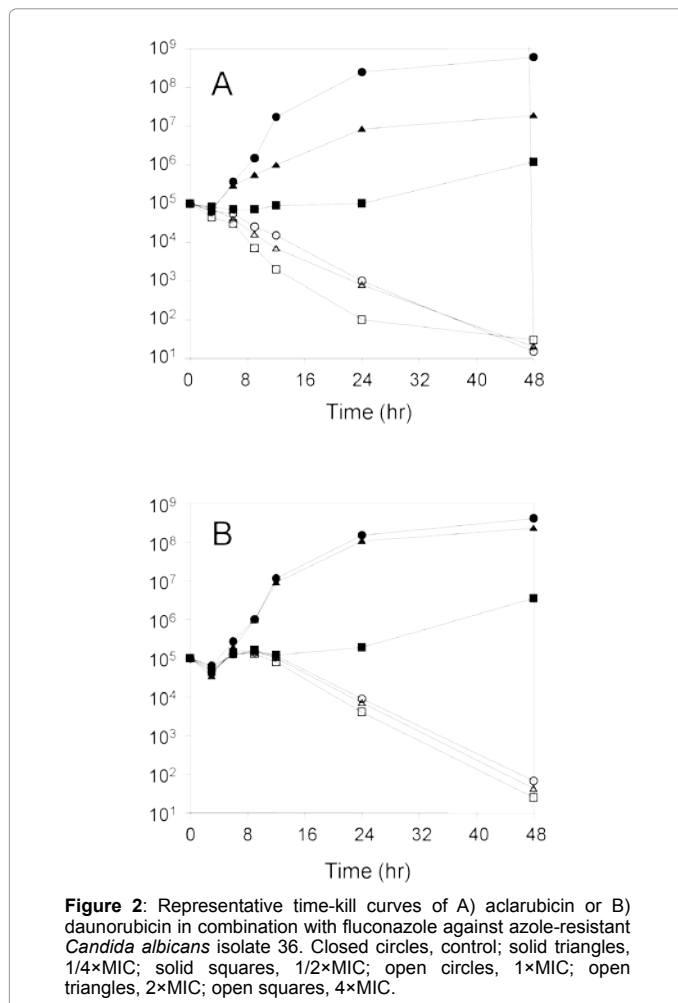 A
10⁹
10⁸
10⁷
10⁶
10⁵
10⁴
10³
10²
10¹
0 8 16 24 32 40 48
Time (hr)
B
10⁹
10⁸
10⁷
10⁶
10⁵
10⁴
10³
10²
10¹
0 8 16 24 32 40 48
Time (hr)
Figure 2: Representative time-kill curves of A) aclarubicin or B)
daunorubicin in combination with fluconazole against azole-resistant
Candida albicans isolate 36. Closed circles, control; solid triangles,
1/4×MIC; solid squares, 1/2×MIC; open circles, 1×MIC; open
triangles, 2×MIC; open squares, 4×MIC.